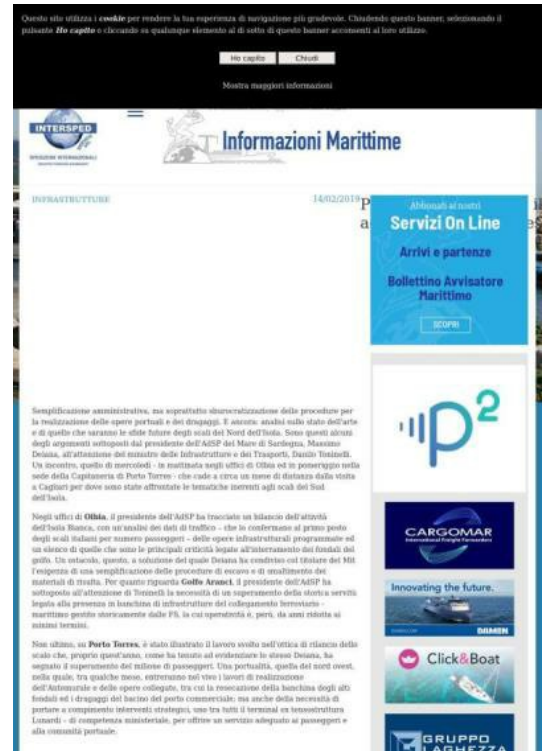 Questo sito utilizza i cookie per rendere la tua esperienza di navigazione più gradevole. Chiudendo questo banner, selezionando il
pulsante Ho capito o cliccando su qualunque elemento al di sotto di questo banner acconsenti al loro utilizzo.
Ho capito Chiudi
Mostra maggiori informazioni
INTERSPED
SPEDIZIONI INTERNAZIONALI
Informazioni Marittime
INFRASTRUTTURE 14/02/2019
P il
a
Abbonati ai nostri
Servizi On Line
Arrivi e partenze
Bollettino Avvisatore
Marittimo
SCOPRI
Semplificazione amministrativa, ma soprattutto sburocratizzazione delle procedure per
la realizzazione delle opere portuali e dei dragaggi. E ancora: analisi sullo stato dell'arte
e di quelle che saranno le sfide future degli scali del Nord dell'Isola. Sono questi alcuni
degli argomenti sottoposti dal presidente dell'AdSP del Mare di Sardegna, Massimo
Deiana, all'attenzione del ministro delle Infrastrutture e dei Trasporti, Danilo Toninelli.
Un incontro, quello di mercoledì - in mattinata negli uffici di Olbia ed in pomeriggio nella
sede della Capitaneria di Porto Torres - che cade a circa un mese di distanza dalla visita
a Cagliari per dove sono state affrontate le tematiche inerenti agli scali del Sud
dell'Isola.
Negli uffici di Olbia, il presidente dell'AdSP ha tracciato un bilancio dell'attività
dell'Isola Bianca, con un'analisi dei dati di traffico - che lo confermano al primo posto
degli scali italiani per numero passeggeri - delle opere infrastrutturali programmate ed
un elenco di quelle che sono le principali criticità legate all'interramento dei fondali del
golfo. Un ostacolo, questo, a soluzione del quale Deiana ha condiviso col titolare del Mit
l'esigenza di una semplificazione delle procedure di escavo e di smaltimento dei
materiali di risulta. Per quanto riguarda Golfo Aranci, il presidente dell'AdSP ha
sottoposto all'attenzione di Toninelli la necessità di un superamento della storica servitù
legata alla presenza in banchina di infrastrutture del collegamento ferroviario -
marittimo gestito storicamente dalle FS, la cui operatività è, però, da anni ridotta ai
minimi termini.
Non ultimo, su Porto Torres, è stato illustrato il lavoro svolto nell'ottica di rilancio dello
scalo che, proprio quest'anno, come ha tenuto ad evidenziare lo stesso Deiana, ha
segnato il superamento del milione di passeggeri. Una portualità, quella del nord ovest,
nella quale, tra qualche mese, entreranno nel vivo i lavori di realizzazione
dell'Antemurale e delle opere collegate, tra cui la resecazione della banchina degli alti
fondali ed i dragaggi del bacino del porto commerciale; ma anche della necessità di
portare a compimento interventi strategici, uno tra tutti il terminal ex tensostruttura
Lunardi - di competenza ministeriale, per offrire un servizio adeguato ai passeggeri e
alla comunità portuale.
P2
CARGOMAR
International Freight Forwarders
Innovating the future.
DAMEN
Click&Boat
GRUPPO